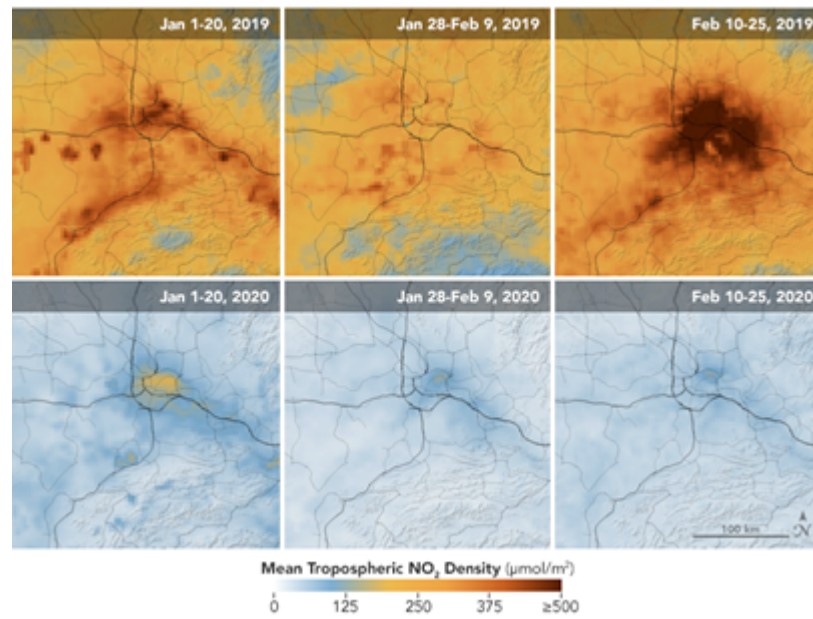 Jan 1-20, 2019
Jan 28-Feb 9, 2019
Feb 10-25, 2019
Jan 1-20, 2020
Jan 28-Feb 9, 2020
Feb 10-25, 2020
100 km
N
Mean Tropospheric NO₂ Density (μmol/m²)
0 125 250 375 ≥500